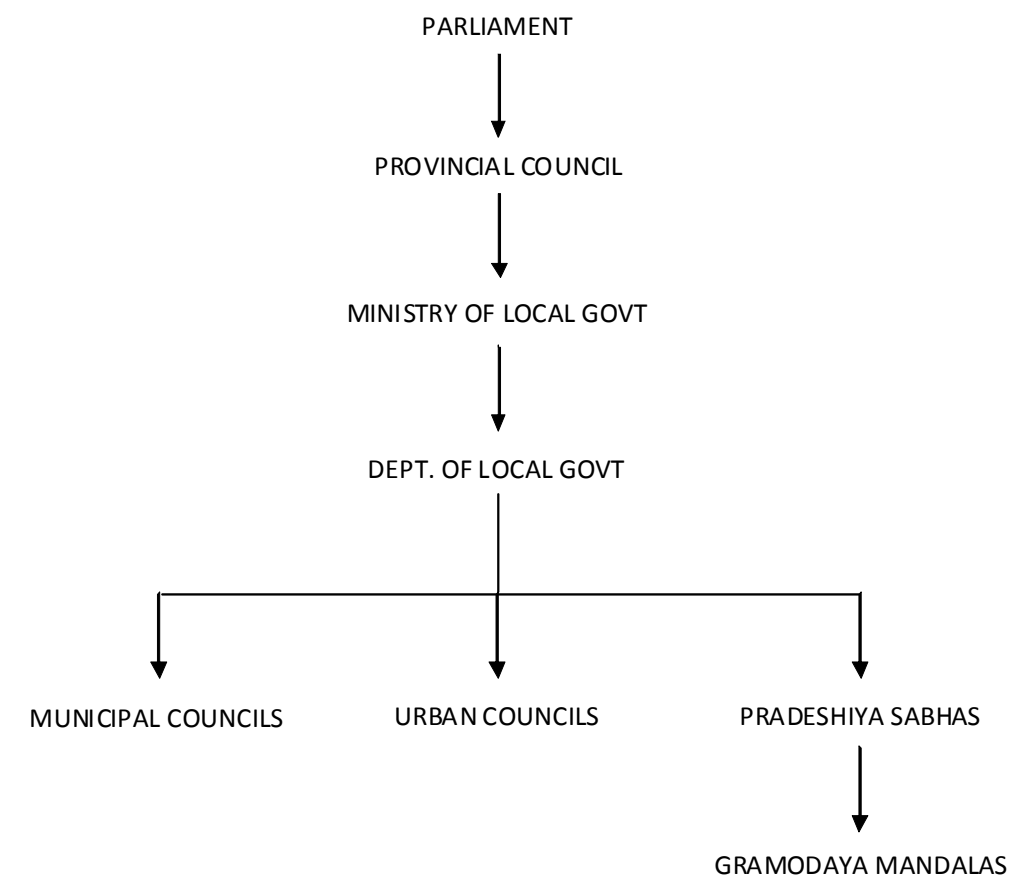 PARLIAMENT
PROVINCIAL COUNCIL
MINISTRY OF LOCAL GOVT
DEPT. OF LOCAL GOVT
MUNICIPAL COUNCILS
URBAN COUNCILS
PRADESHIYA SABHAS
GRAMODAYA MANDALAS